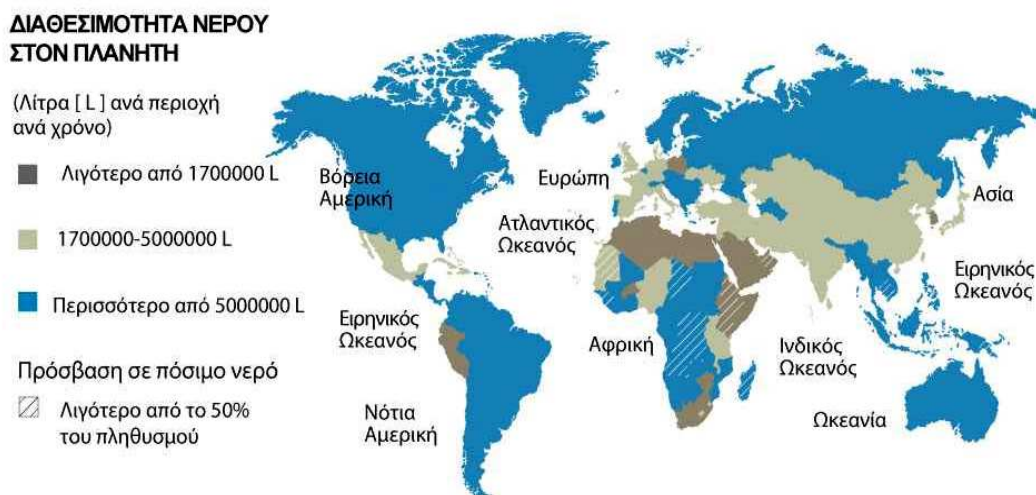 ΔΙΑΘΕΣΙΜΟΤΗΤΑ ΝΕΡΟΥ
ΣΤΟΝ ΠΛΑΝΗΤΗ
(Λίτρα [ L ] ανά περιοχή
ανά χρόνο)
Λιγότερο από 1700000 L
1700000-5000000 L
Περισσότερο από 5000000 L
Πρόσβαση σε πόσιμο νερό
Λιγότερο από το 50%
του πληθυσμού
Βόρεια
Αμερική
Ευρώπη
Ασία
Ατλαντικός
Ωκεανός
Ειρηνικός
Ωκεανός
Ειρηνικός
Ωκεανός
Αφρική
Ινδικός
Ωκεανός
Νότια
Αμερική
Ωκεανία